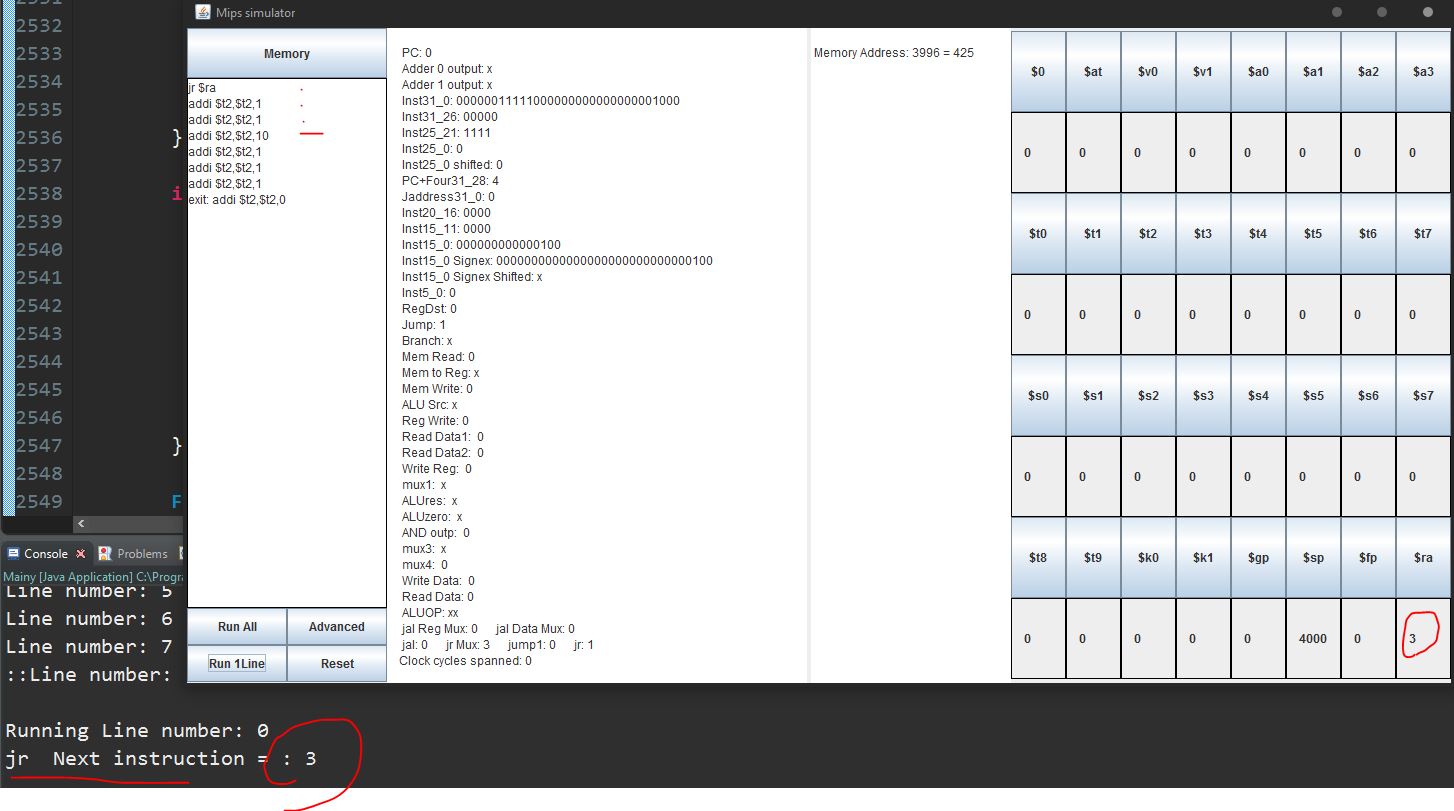 2531
2532
2533
2534
2535
2536 }
2537
2538 i
2539
2540
2541
2542
2543
2544
2545
2546
2547 }
2548
2549 F
Mips simulator
Memory
jr $ra
addi $t2,$t2,1
addi $t2,$t2,1
addi $t2,$t2,10
addi $t2,$t2,1
addi $t2,$t2,1
addi $t2,$t2,1
exit: addi $t2,$t2,0
Run All Advanced
Run 1Line Reset
PC: 0
Adder 0 output: x
Adder 1 output: x
Inst31_0: 00000011111000000000000000001000
Inst31_26: 00000
Inst25_21: 1111
Inst25_0: 0
Inst25_0 shifted: 0
PC+Four31_28: 4
Jaddress31_0: 0
Inst20_16: 0000
Inst15_11: 0000
Inst15_0: 000000000000100
Inst15_0 Signex: 0000000000000000000000000000100
Inst15_0 Signex Shifted: x
Inst5_0: 0
RegDst: 0
Jump: 1
Branch: x
Mem Read: 0
Mem to Reg: x
Mem Write: 0
ALU Src: x
Reg Write: 0
Read Data1: 0
Read Data2: 0
Write Reg: 0
mux1: x
ALUres: x
ALUzero: x
AND outp: 0
mux3: x
mux4: 0
Write Data: 0
Read Data: 0
ALUOP: xx
jal Reg Mux: 0 jal Data Mux: 0
jal: 0 jr Mux: 3 jump1: 0 jr: 1
Clock cycles spanned: 0
Memory Address: 3996 = 425
$0 $at $v0 $v1 $a0 $a1 $a2 $a3
0 0 0 0 0 0 0 0
$t0 $t1 $t2 $t3 $t4 $t5 $t6 $t7
0 0 0 0 0 0 0 0
$s0 $s1 $s2 $s3 $s4 $s5 $s6 $s7
0 0 0 0 0 0 0 0
$t8 $t9 $k0 $k1 $gp $sp $fp $ra
0 0 0 0 0 4000 0 3
Console Problems
Mainy [Java Application] C:\Progra
Line number: 5
Line number: 6
Line number: 7
::Line number:
Running Line number: 0
jr Next instruction = : 3